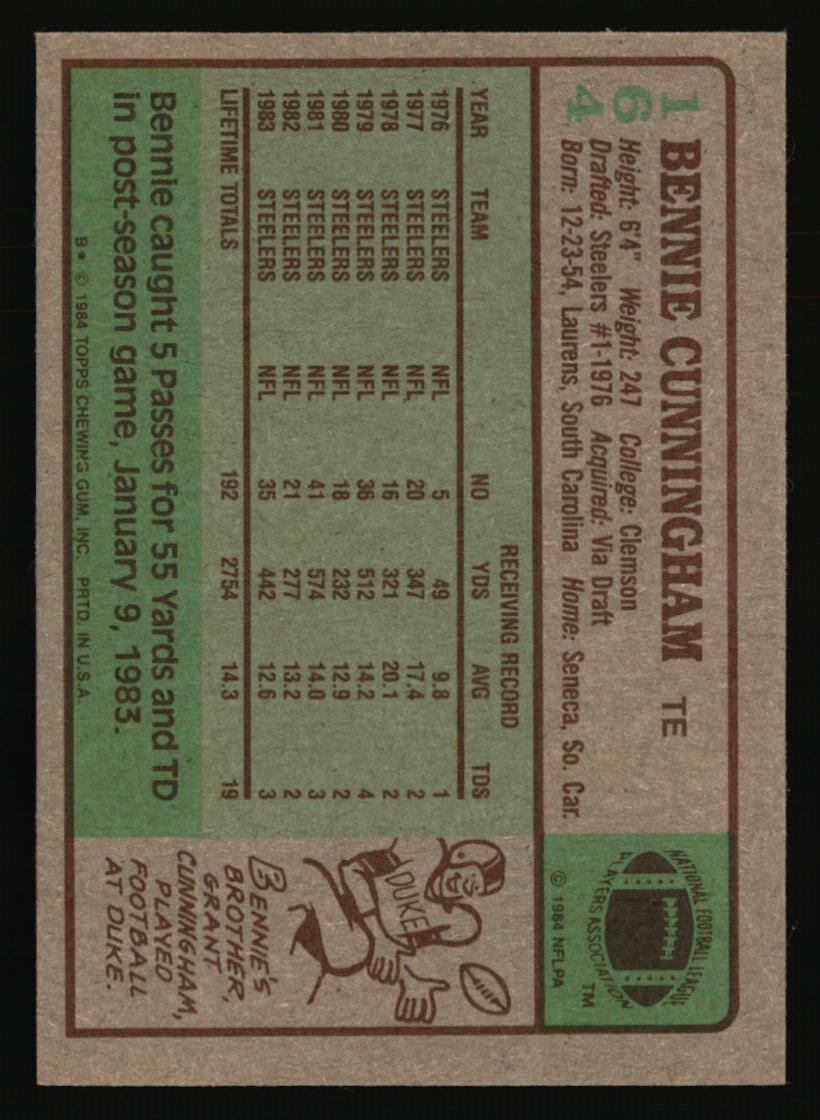 164
BENNIE CUNNINGHAM TE
Height: 6'4" Weight: 247 College: Clemson
Drafted: Steelers #1-1976 Acquired: Via Draft
Born: 12-23-54, Laurens, South Carolina Home: Seneca, So. Car.
NATIONAL FOOTBALL LEAGUE
PLAYERS ASSOCIATION
TM
© 1984 NFLPA
RECEIVING RECORD
YEAR TEAM NO YDS AVG TDS
1976 STEELERS NFL 5 49 9.8 1
1977 STEELERS NFL 20 347 17.4 2
1978 STEELERS NFL 16 321 20.1 2
1979 STEELERS NFL 36 512 14.2 4
1980 STEELERS NFL 18 232 12.9 2
1981 STEELERS NFL 41 574 14.0 3
1982 STEELERS NFL 21 277 13.2 2
1983 STEELERS NFL 35 442 12.6 3
LIFETIME TOTALS 192 2754 14.3 19
Bennie caught 5 Passes for 55 Yards and TD
in post-season game, January 9, 1983.
B* © 1984 TOPPS CHEWING GUM, INC. PRTD. IN U.S.A.
DUKE
BENNIE'S
BROTHER,
GRANT
CUNNINGHAM,
PLAYED
FOOTBALL
AT DUKE.